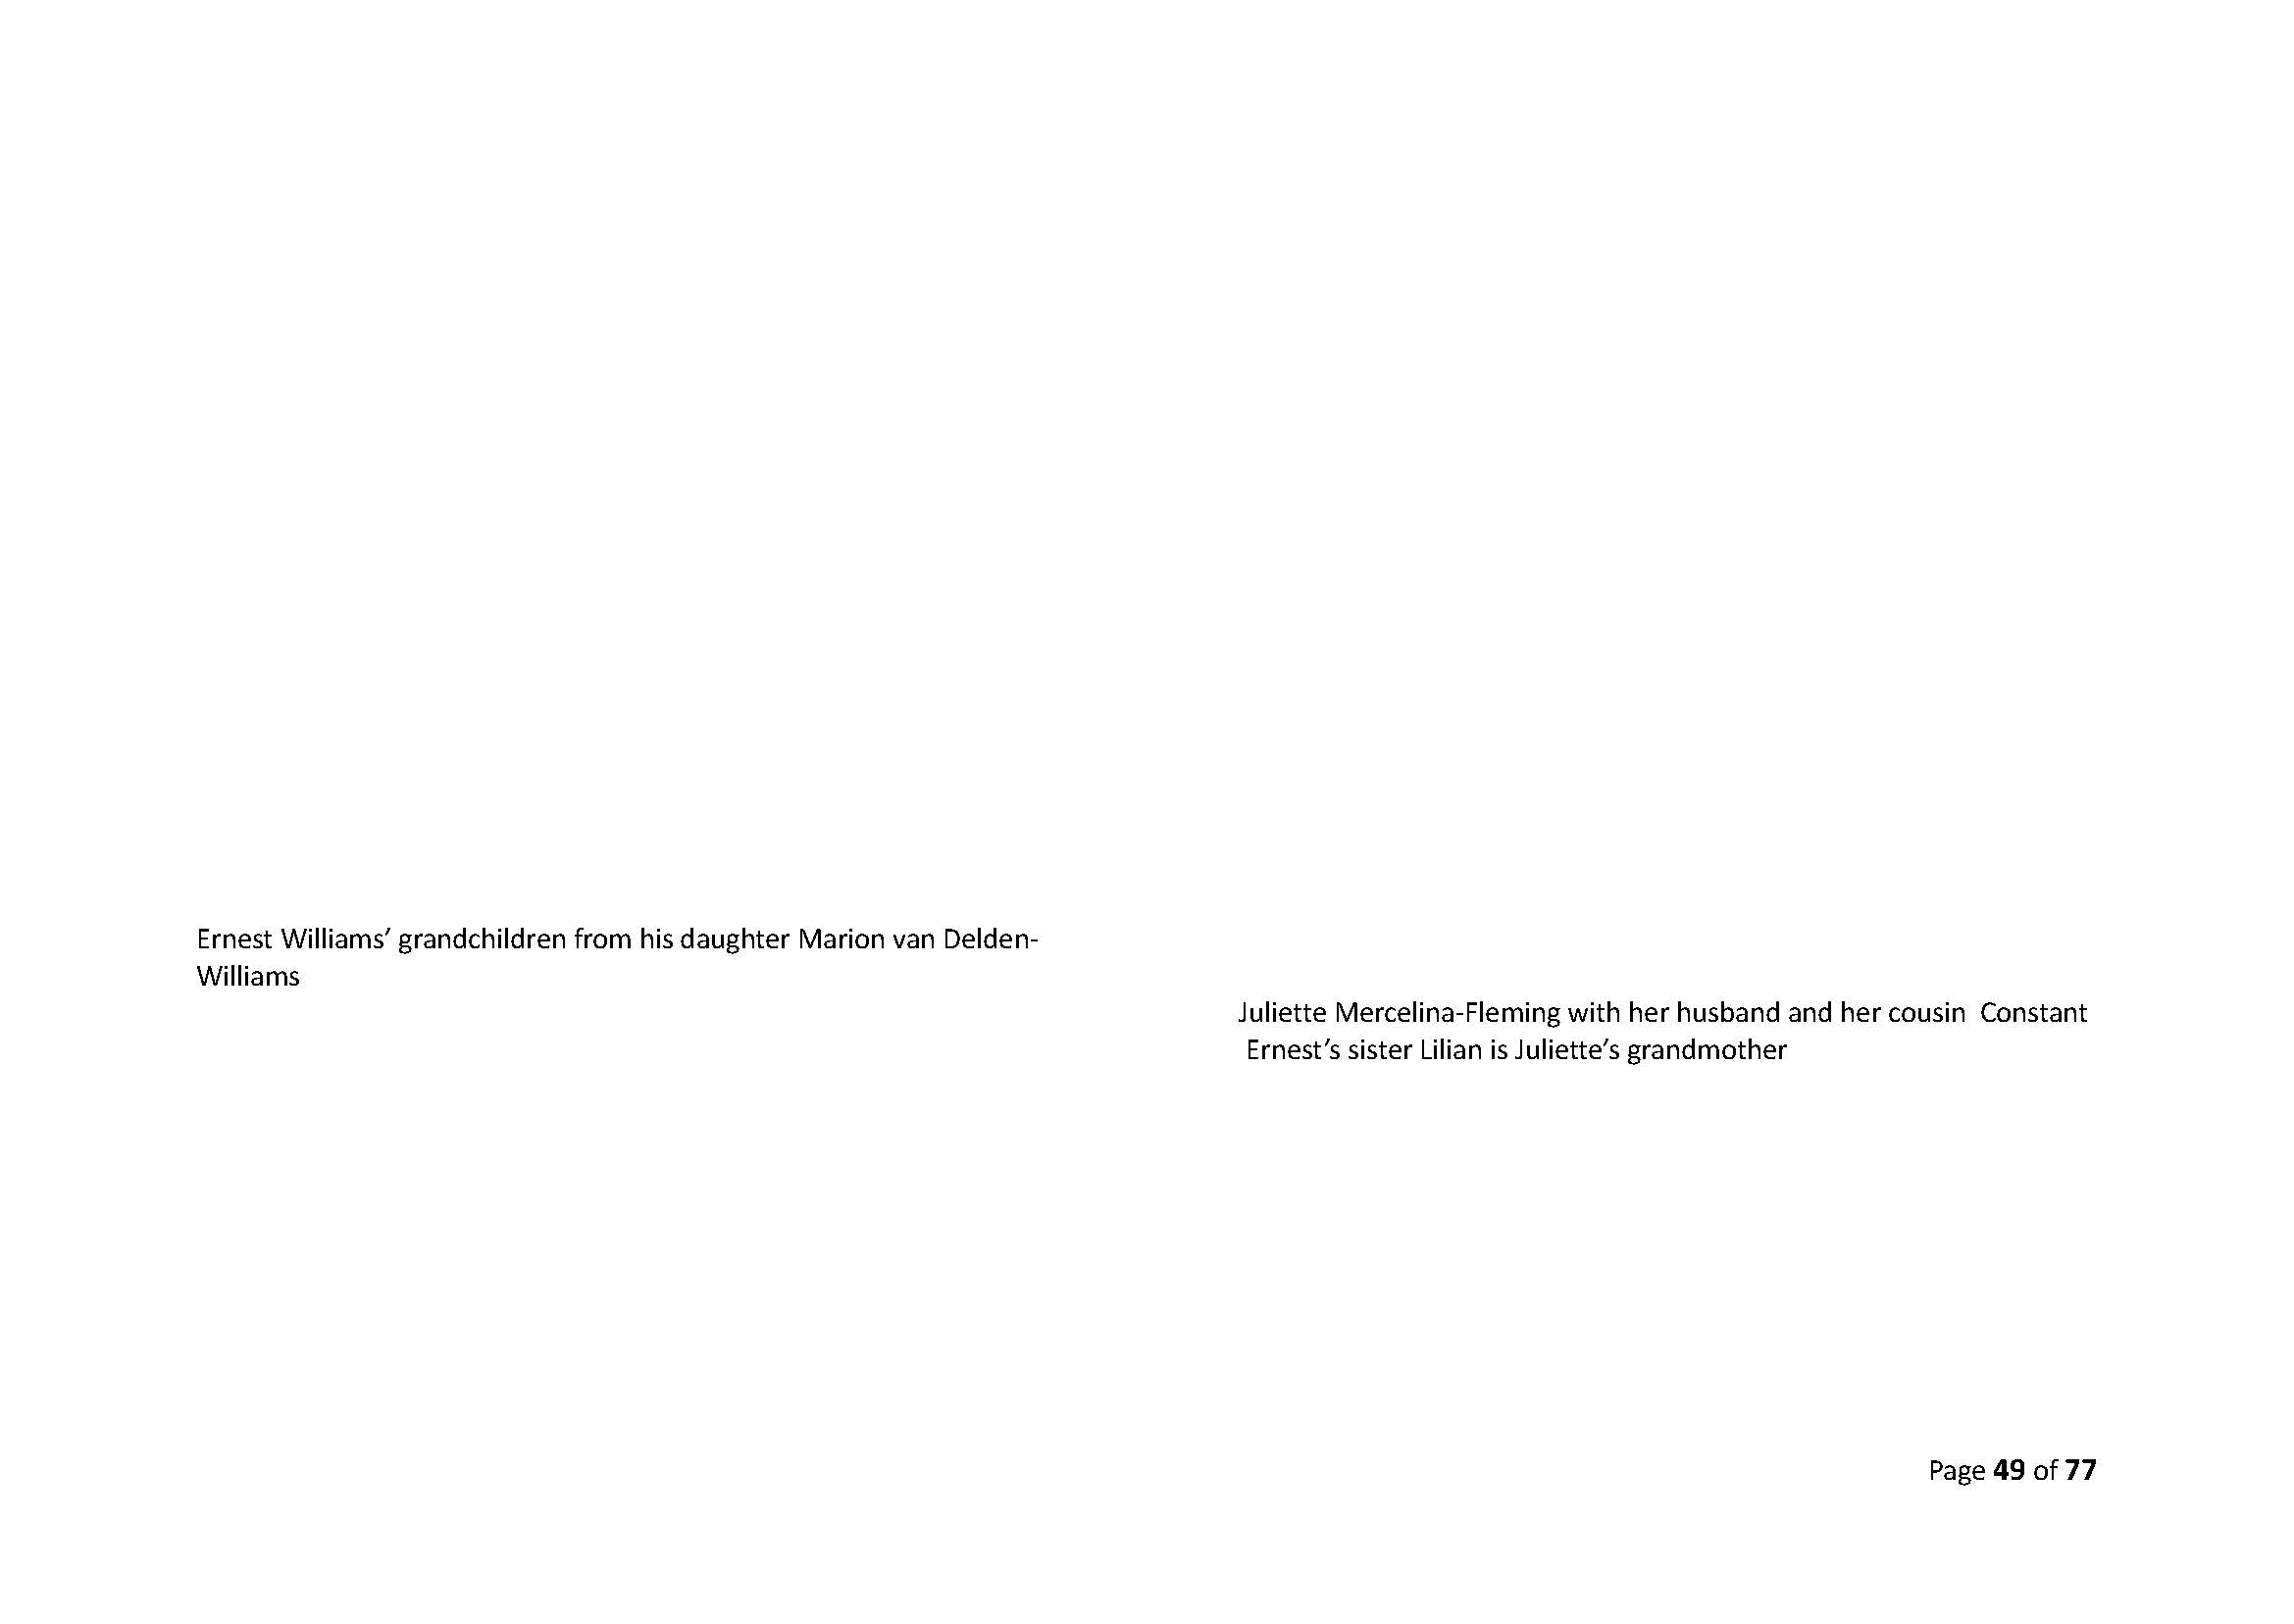 Ernest Williams’ grandchildren from his daughter Marion van Delden-
Williams
Juliette Mercelina-Fleming with her husband and her cousin  Constant
Ernest’s sister Lilian is Juliette’s grandmother
Page 49 of 77